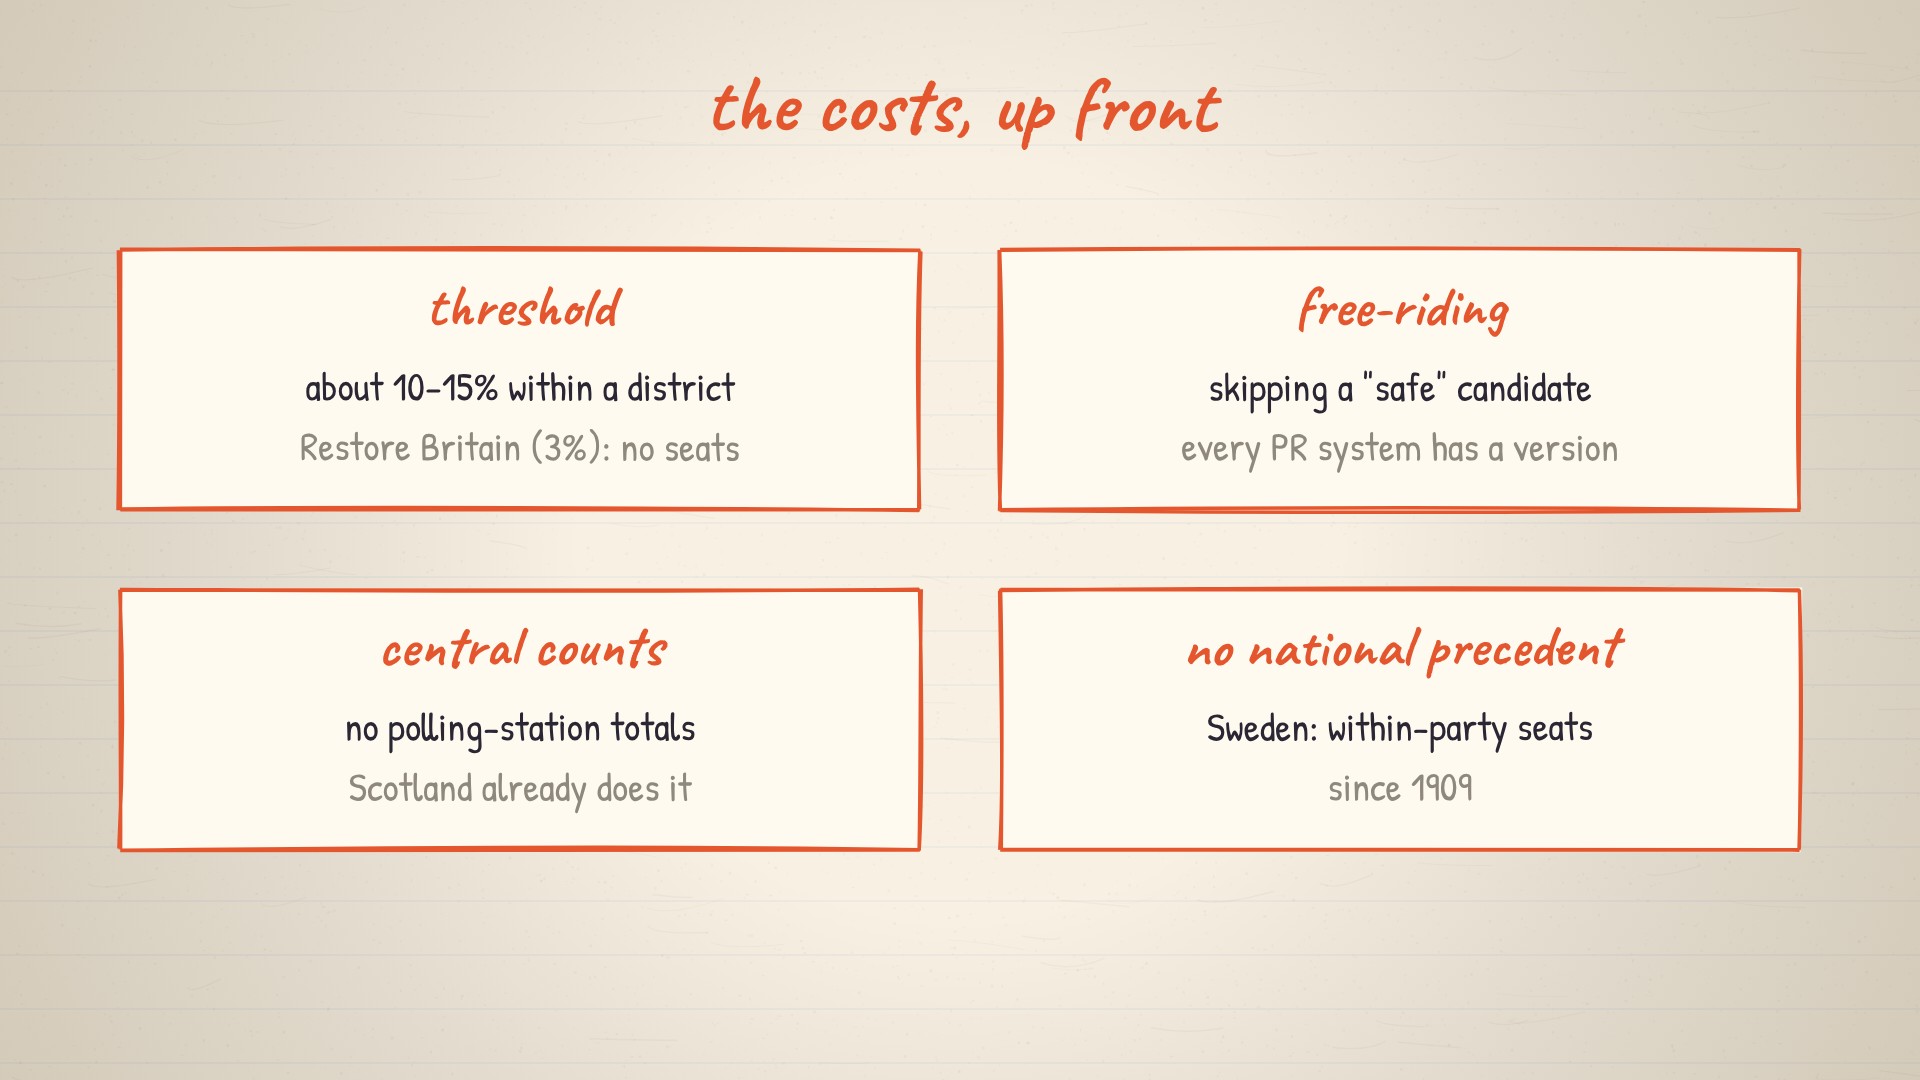 the costs, up front
threshold
about 10–15% within a district
Restore Britain (3%): no seats
free-riding
skipping a "safe" candidate
every PR system has a version
central counts
no polling-station totals
Scotland already does it
no national precedent
Sweden: within-party seats
since 1909